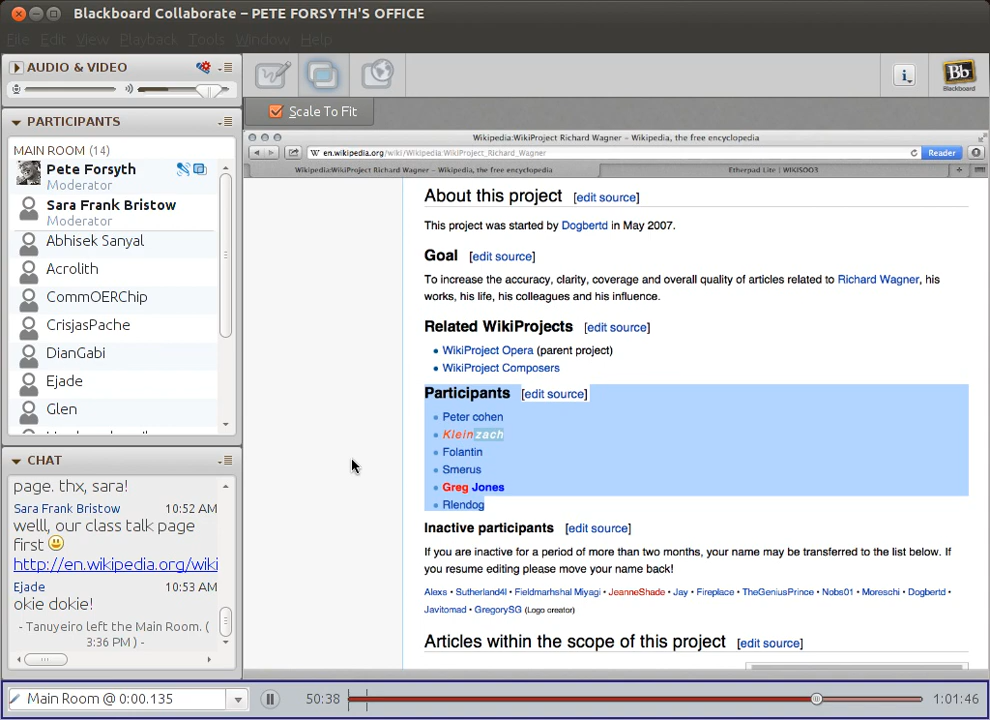 Blackboard Collaborate – PETE FORSYTH'S OFFICE
File Edit View Playback Tools Window Help
AUDIO & VIDEO
PARTICIPANTS
MAIN ROOM (14)
Pete Forsyth
Moderator
Sara Frank Bristow
Moderator
Abhisek Sanyal
Acrolith
CommOERChip
CrisjasPache
DianGabi
Ejade
Glen
CHAT
page. thx, sara!
Sara Frank Bristow 10:52 AM
welll, our class talk page
first
http://en.wikipedia.org/wiki
Ejade 10:53 AM
okie dokie!
- Tanuyeiro left the Main Room. (
3:36 PM ) -
Bb
Blackboard
Scale To Fit
Wikipedia:WikiProject Richard Wagner – Wikipedia, the free encyclopedia
W en.wikipedia.org/wiki/Wikipedia:WikiProject_Richard_Wagner
Reader
Wikipedia:WikiProject Richard Wagner – Wikipedia, the free encyclopedia
Etherpad Lite | WIKISOO3
About this project [edit source]
This project was started by Dogbertd in May 2007.
Goal [edit source]
To increase the accuracy, clarity, coverage and overall quality of articles related to Richard Wagner, his
works, his life, his colleagues and his influence.
Related WikiProjects [edit source]
• WikiProject Opera (parent project)
• WikiProject Composers
Participants [edit source]
• Peter cohen
• Kleinzach
• Folantin
• Smerus
• Greg Jones
• Rlendog
Inactive participants [edit source]
If you are inactive for a period of more than two months, your name may be transferred to the list below. If
you resume editing please move your name back!
Alexs • Sutherland4l • Fieldmarhshal Miyagi • JeanneShade • Jay • Fireplace • TheGeniusPrince • Nobs01 • Moreschi • Dogbertd •
Javitomad • GregorySG (Logo creator)
Articles within the scope of this project [edit source]
Main Room @ 0:00.135
50:38
1:01:46